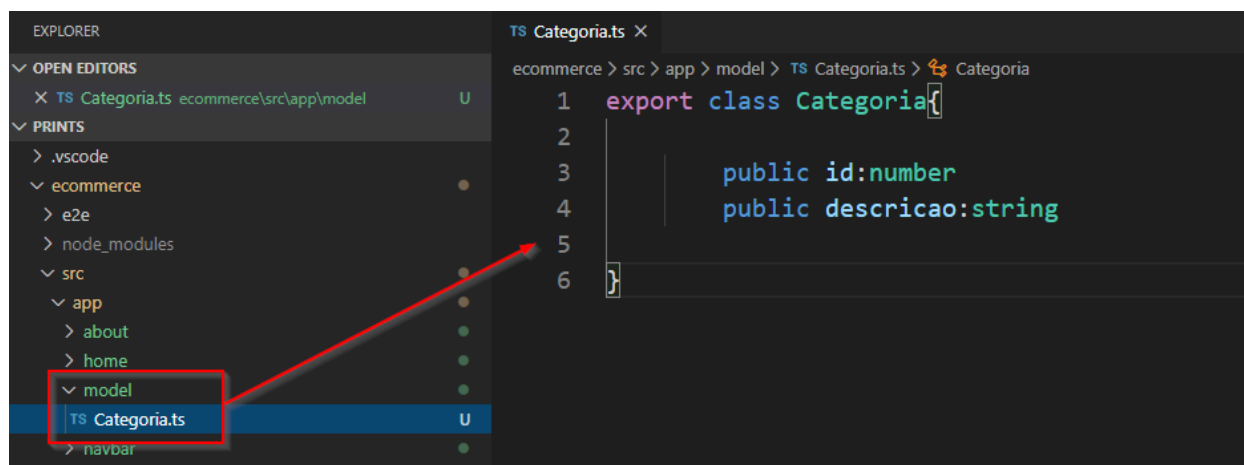 EXPLORER
OPEN EDITORS
TS Categoria.ts ecommerce\src\app\model U
PRINTS
.vscode
ecommerce
e2e
node_modules
src
app
about
home
model
TS Categoria.ts U
navbar
TS Categoria.ts
ecommerce > src > app > model > TS Categoria.ts > Categoria
1 export class Categoria{
2
3 public id:number
4 public descricao:string
5
6 }